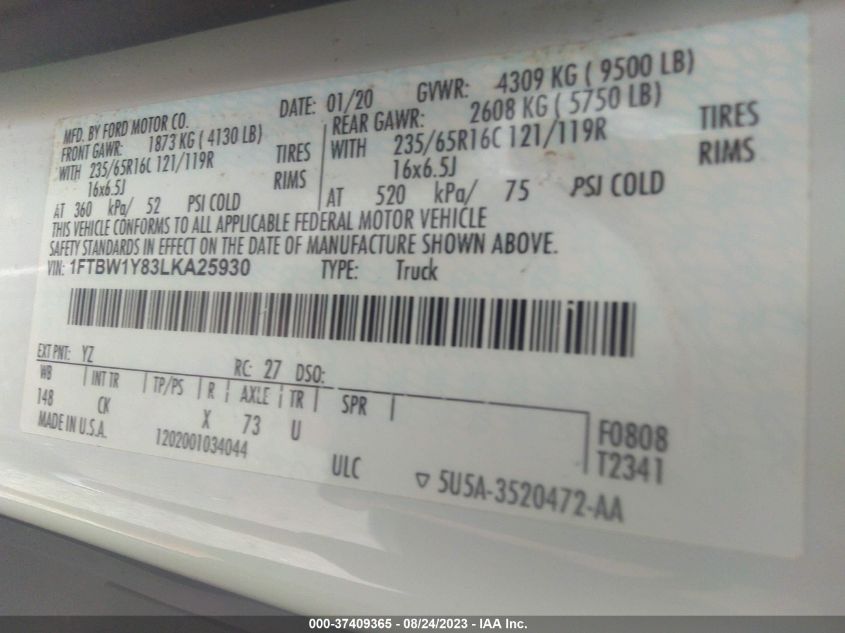 MFD. BY FORD MOTOR CO. DATE: 01/20 GVWR: 4309 KG ( 9500 LB)
FRONT GAWR: 1873 KG ( 4130 LB) REAR GAWR: 2608 KG ( 5750 LB)
WITH 235/65R16C 121/119R TIRES WITH 235/65R16C 121/119R TIRES
16x6.5J RIMS 16x6.5J RIMS
AT 360 kPa/ 52 PSI COLD AT 520 kPa/ 75 PSI COLD
THIS VEHICLE CONFORMS TO ALL APPLICABLE FEDERAL MOTOR VEHICLE
SAFETY STANDARDS IN EFFECT ON THE DATE OF MANUFACTURE SHOWN ABOVE.
VIN: 1FTBW1Y83LKA25930 TYPE: Truck
EXT PNT: YZ RC: 27 DSO:
WB INT TR TP/PS R AXLE TR SPR
148 CK X 73 U F0808
MADE IN U.S.A. 1202001034044 T2341
ULC ▽ 5U5A-3520472-AA
000-37409365 - 08/24/2023 - IAA Inc.